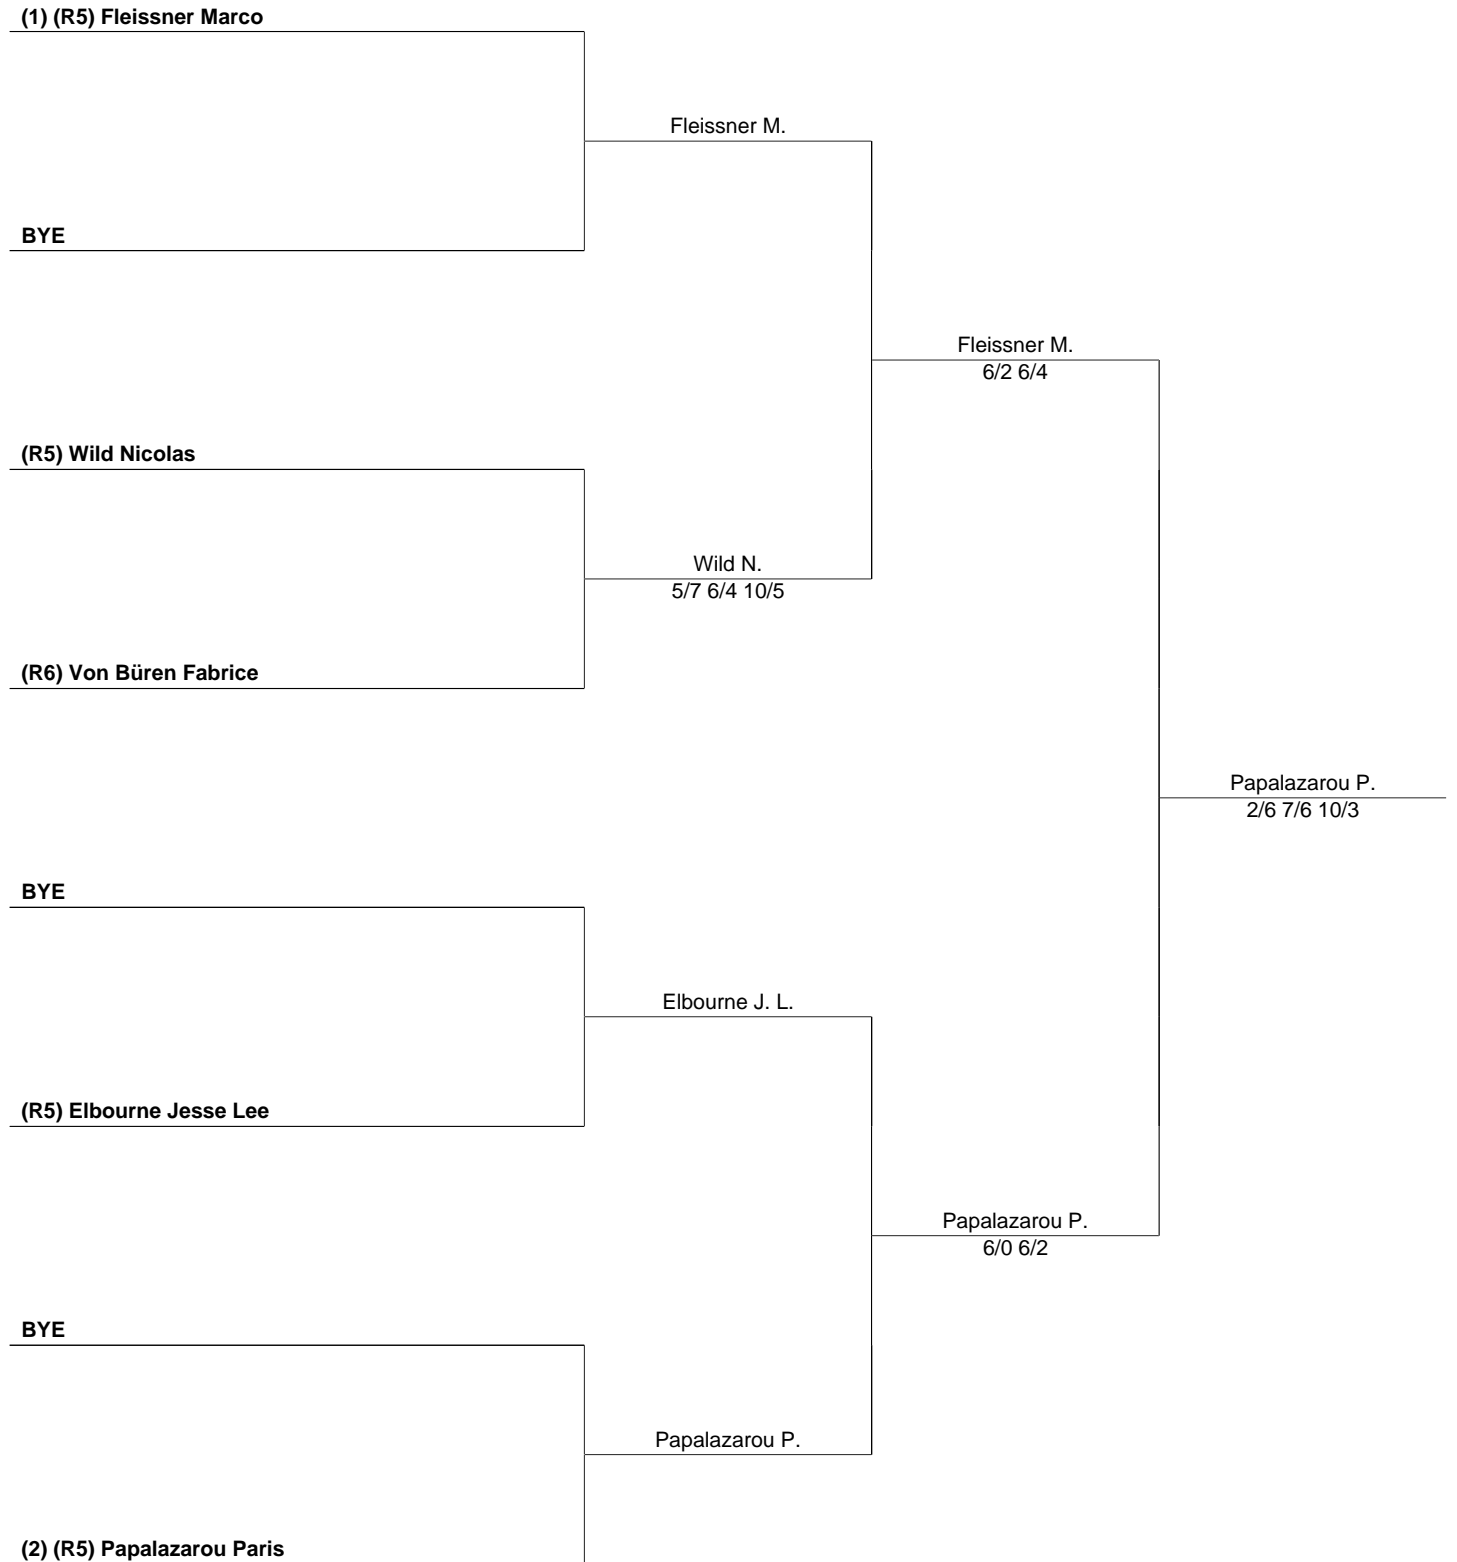 (1) (R5) Fleissner Marco
Fleissner M.
BYE
Fleissner M.
6/2 6/4
(R5) Wild Nicolas
Wild N.
5/7 6/4 10/5
(R6) Von Büren Fabrice
Papalazarou P.
2/6 7/6 10/3
BYE
Elbourne J. L.
(R5) Elbourne Jesse Lee
Papalazarou P.
6/0 6/2
BYE
Papalazarou P.
(2) (R5) Papalazarou Paris